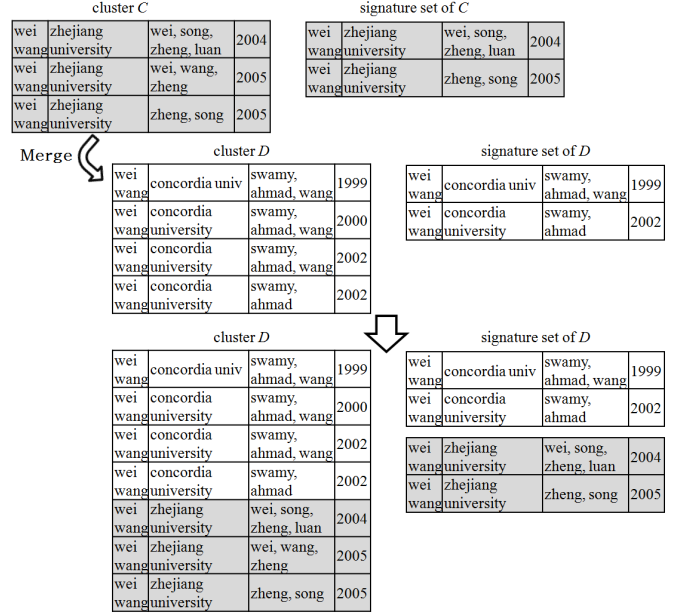 cluster C signature set of C
wei zhejiang wei, song, 2004
wang university zheng, luan
wei zhejiang wei, wang, 2005
wang university zheng
wei zhejiang zheng, song 2005
wang university
wei zhejiang wei, song, 2004
wang university zheng, luan
wei zhejiang zheng, song 2005
wang university
Merge
cluster D signature set of D
wei concordia univ swamy, 1999
wang ahmad, wang
wei concordia swamy, 2000
wang university ahmad, wang
wei concordia swamy, 2002
wang university ahmad, wang
wei concordia swamy, 2002
wang university ahmad
wei concordia univ swamy, 1999
wang ahmad, wang
wei concordia swamy, 2002
wang university ahmad
cluster D signature set of D
wei concordia univ swamy, 1999
wang ahmad, wang
wei concordia swamy, 2000
wang university ahmad, wang
wei concordia swamy, 2002
wang university ahmad, wang
wei concordia swamy, 2002
wang university ahmad
wei zhejiang wei, song, 2004
wang university zheng, luan
wei zhejiang wei, wang, 2005
wang university zheng
wei zhejiang zheng, song 2005
wang university
wei concordia univ swamy, 1999
wang ahmad, wang
wei concordia swamy, 2002
wang university ahmad
wei zhejiang wei, song, 2004
wang university zheng, luan
wei zhejiang zheng, song 2005
wang university